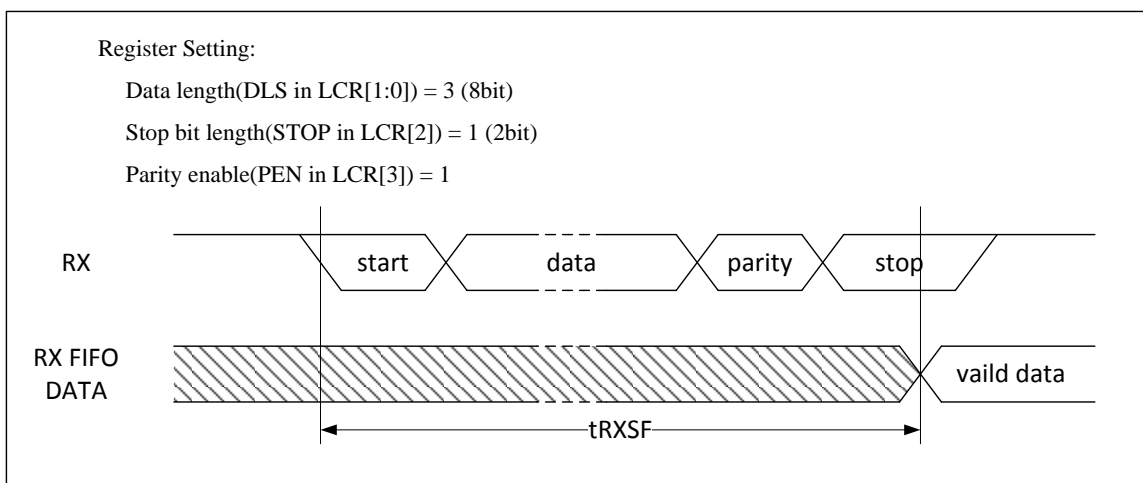 Register Setting:
Data length(DLS in LCR[1:0]) = 3 (8bit)
Stop bit length(STOP in LCR[2]) = 1 (2bit)
Parity enable(PEN in LCR[3]) = 1
RX
start
data
parity
stop
RX FIFO
DATA
vaild data
tRXSF